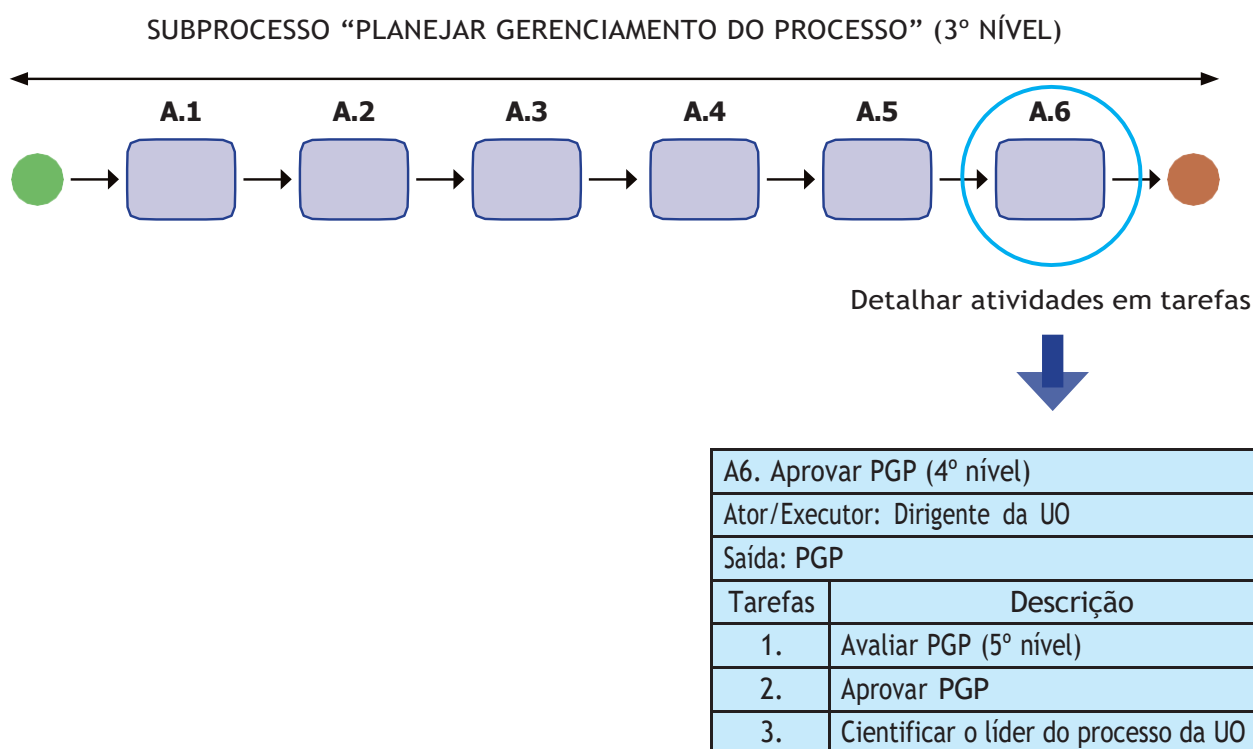 SUBPROCESSO “PLANEJAR GERENCIAMENTO DO PROCESSO” (3º NÍVEL)
A.1 A.2 A.3 A.4 A.5 A.6
Detalhar atividades em tarefas
A6. Aprovar PGP (4º nível)
Ator/Executor: Dirigente da UO
Saída: PGP
Tarefas Descrição
1. Avaliar PGP (5º nível)
2. Aprovar PGP
3. Cientificar o líder do processo da UO